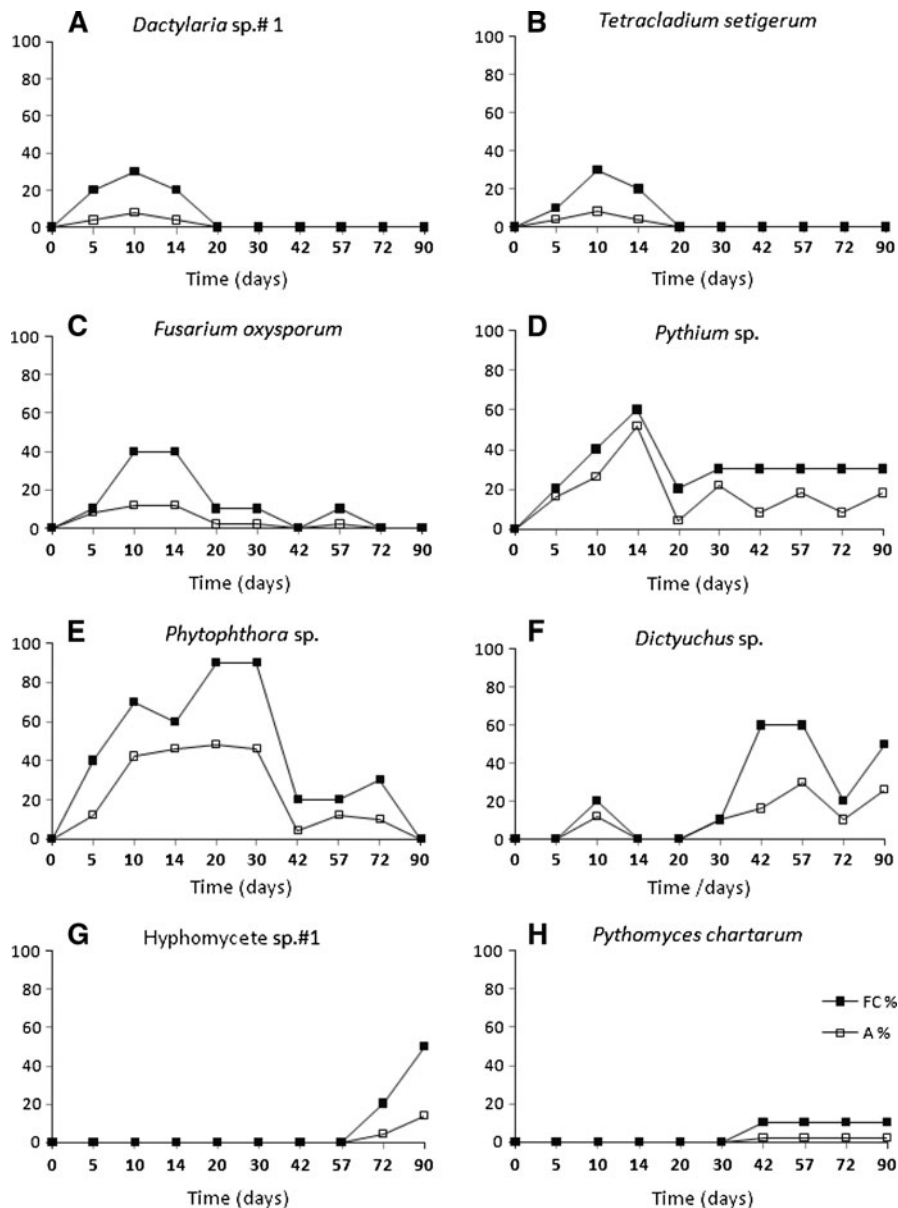 A
Dactylaria sp.# 1
100
80
60
40
20
0
0 5 10 14 20 30 42 57 72 90
Time (days)
B
Tetracladium setigerum
100
80
60
40
20
0
0 5 10 14 20 30 42 57 72 90
Time (days)
C
Fusarium oxysporum
100
80
60
40
20
0
0 5 10 14 20 30 42 57 72 90
Time (days)
D
Pythium sp.
100
80
60
40
20
0
0 5 10 14 20 30 42 57 72 90
Time (days)
E
Phytophthora sp.
100
80
60
40
20
0
0 5 10 14 20 30 42 57 72 90
Time (days)
F
Dictyuchus sp.
100
80
60
40
20
0
0 5 10 14 20 30 42 57 72 90
Time /days)
G
Hyphomycete sp.#1
100
80
60
40
20
0
0 5 10 14 20 30 42 57 72 90
Time (days)
H
Pythomyces chartarum
100
80
60
40
20
0
0 5 10 14 20 30 42 57 72 90
Time (days)
FC %
A %